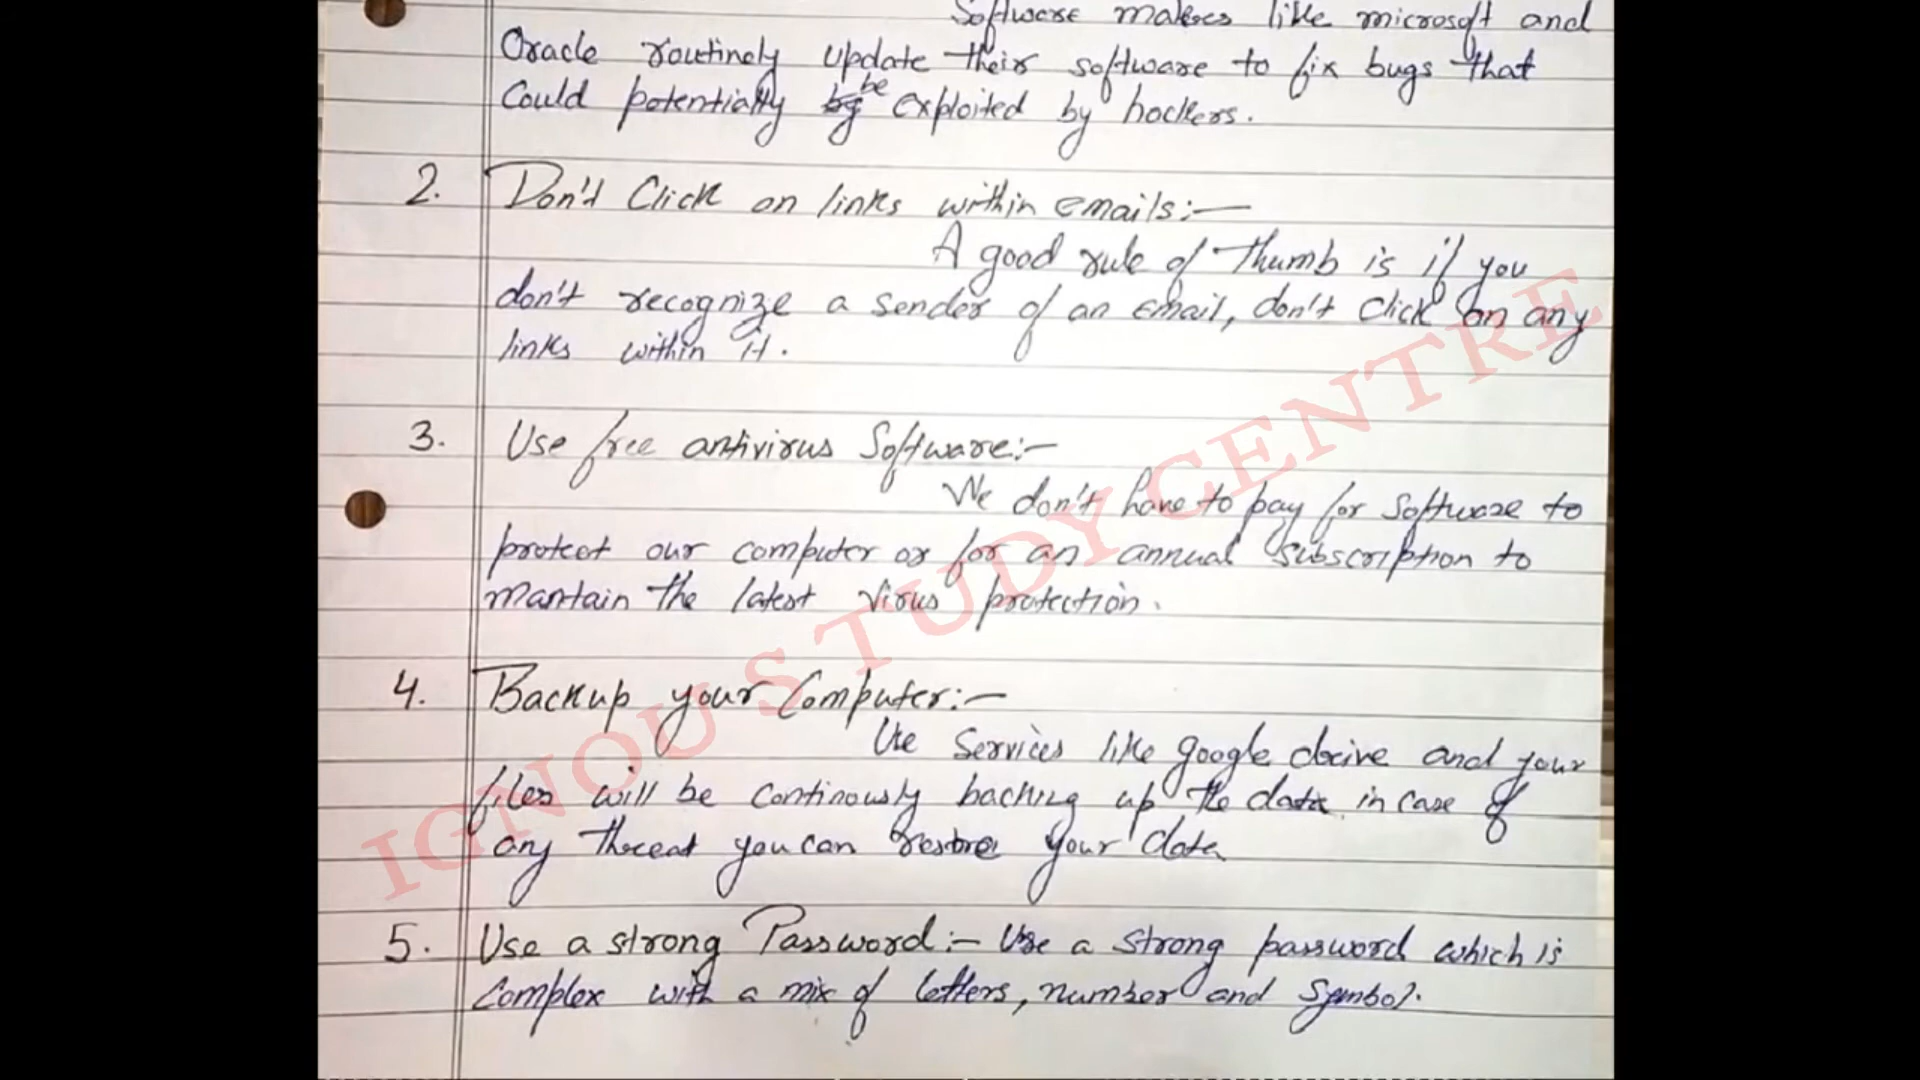 Software makers like microsoft and
Oracle routinely update their software to fix bugs that
Could potentially by be exploited by hackers.
2. Don't Click on links within emails:-
A good rule of Thumb is if you
don't recognize a sender of an email, don't click on any
links within it.
3. Use free antivirus Software:-
We don't have to pay for software to
protect our computer or for an annual subscription to
maintain the latest virus protection.
4. Backup your Computer:-
Use Services like google drive and your
files will be continously backing up the data in case of
any threat you can restore your data
5. Use a strong Password:- Use a strong password which is
Complex with a mix of letters, number and Symbol.
IGNOU STUDY CENTRE